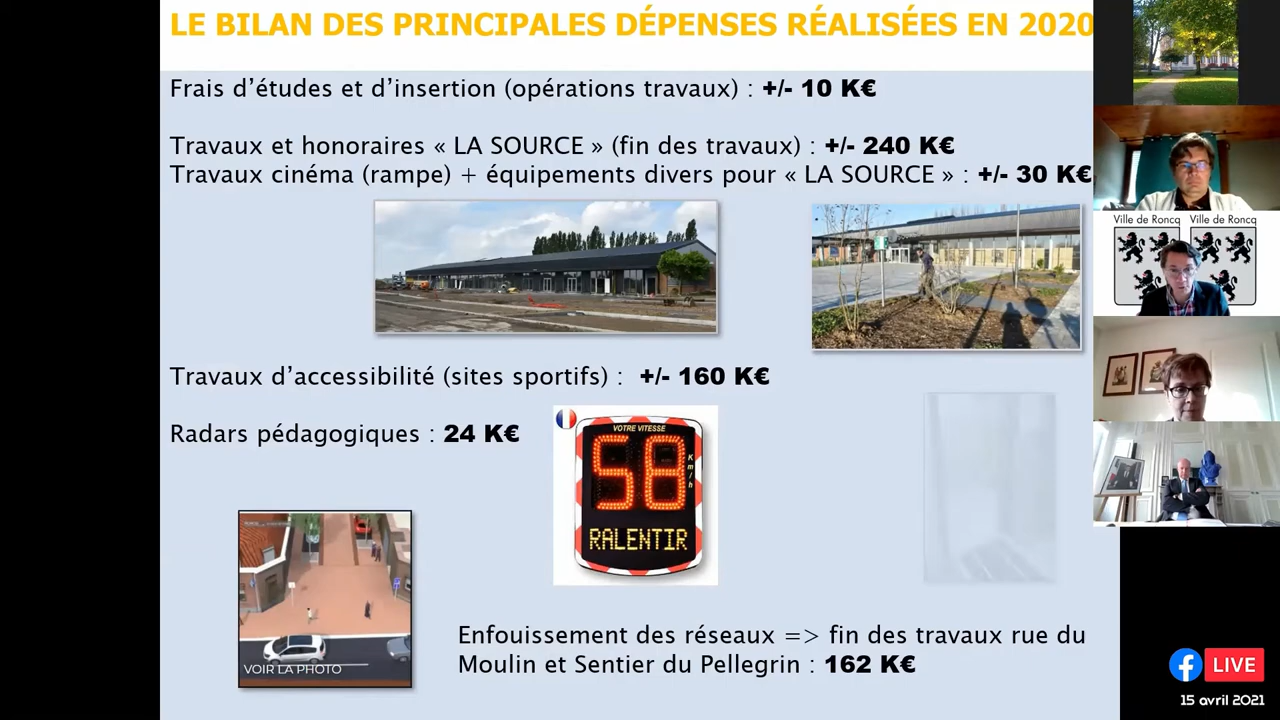 LE BILAN DES PRINCIPALES DÉPENSES RÉALISÉES EN 2020
Frais d’études et d’insertion (opérations travaux) : +/- 10 K€
Travaux et honoraires « LA SOURCE » (fin des travaux) : +/- 240 K€
Travaux cinéma (rampe) + équipements divers pour « LA SOURCE » : +/- 30 K€
Ville de Roncq Ville de Roncq
Travaux d’accessibilité (sites sportifs) : +/- 160 K€
Radars pédagogiques : 24 K€
VOTRE VITESSE
58
Km/h
RALENTIR
VOIR LA PHOTO
Enfouissement des réseaux => fin des travaux rue du
Moulin et Sentier du Pellegrin : 162 K€
LIVE
15 avril 2021